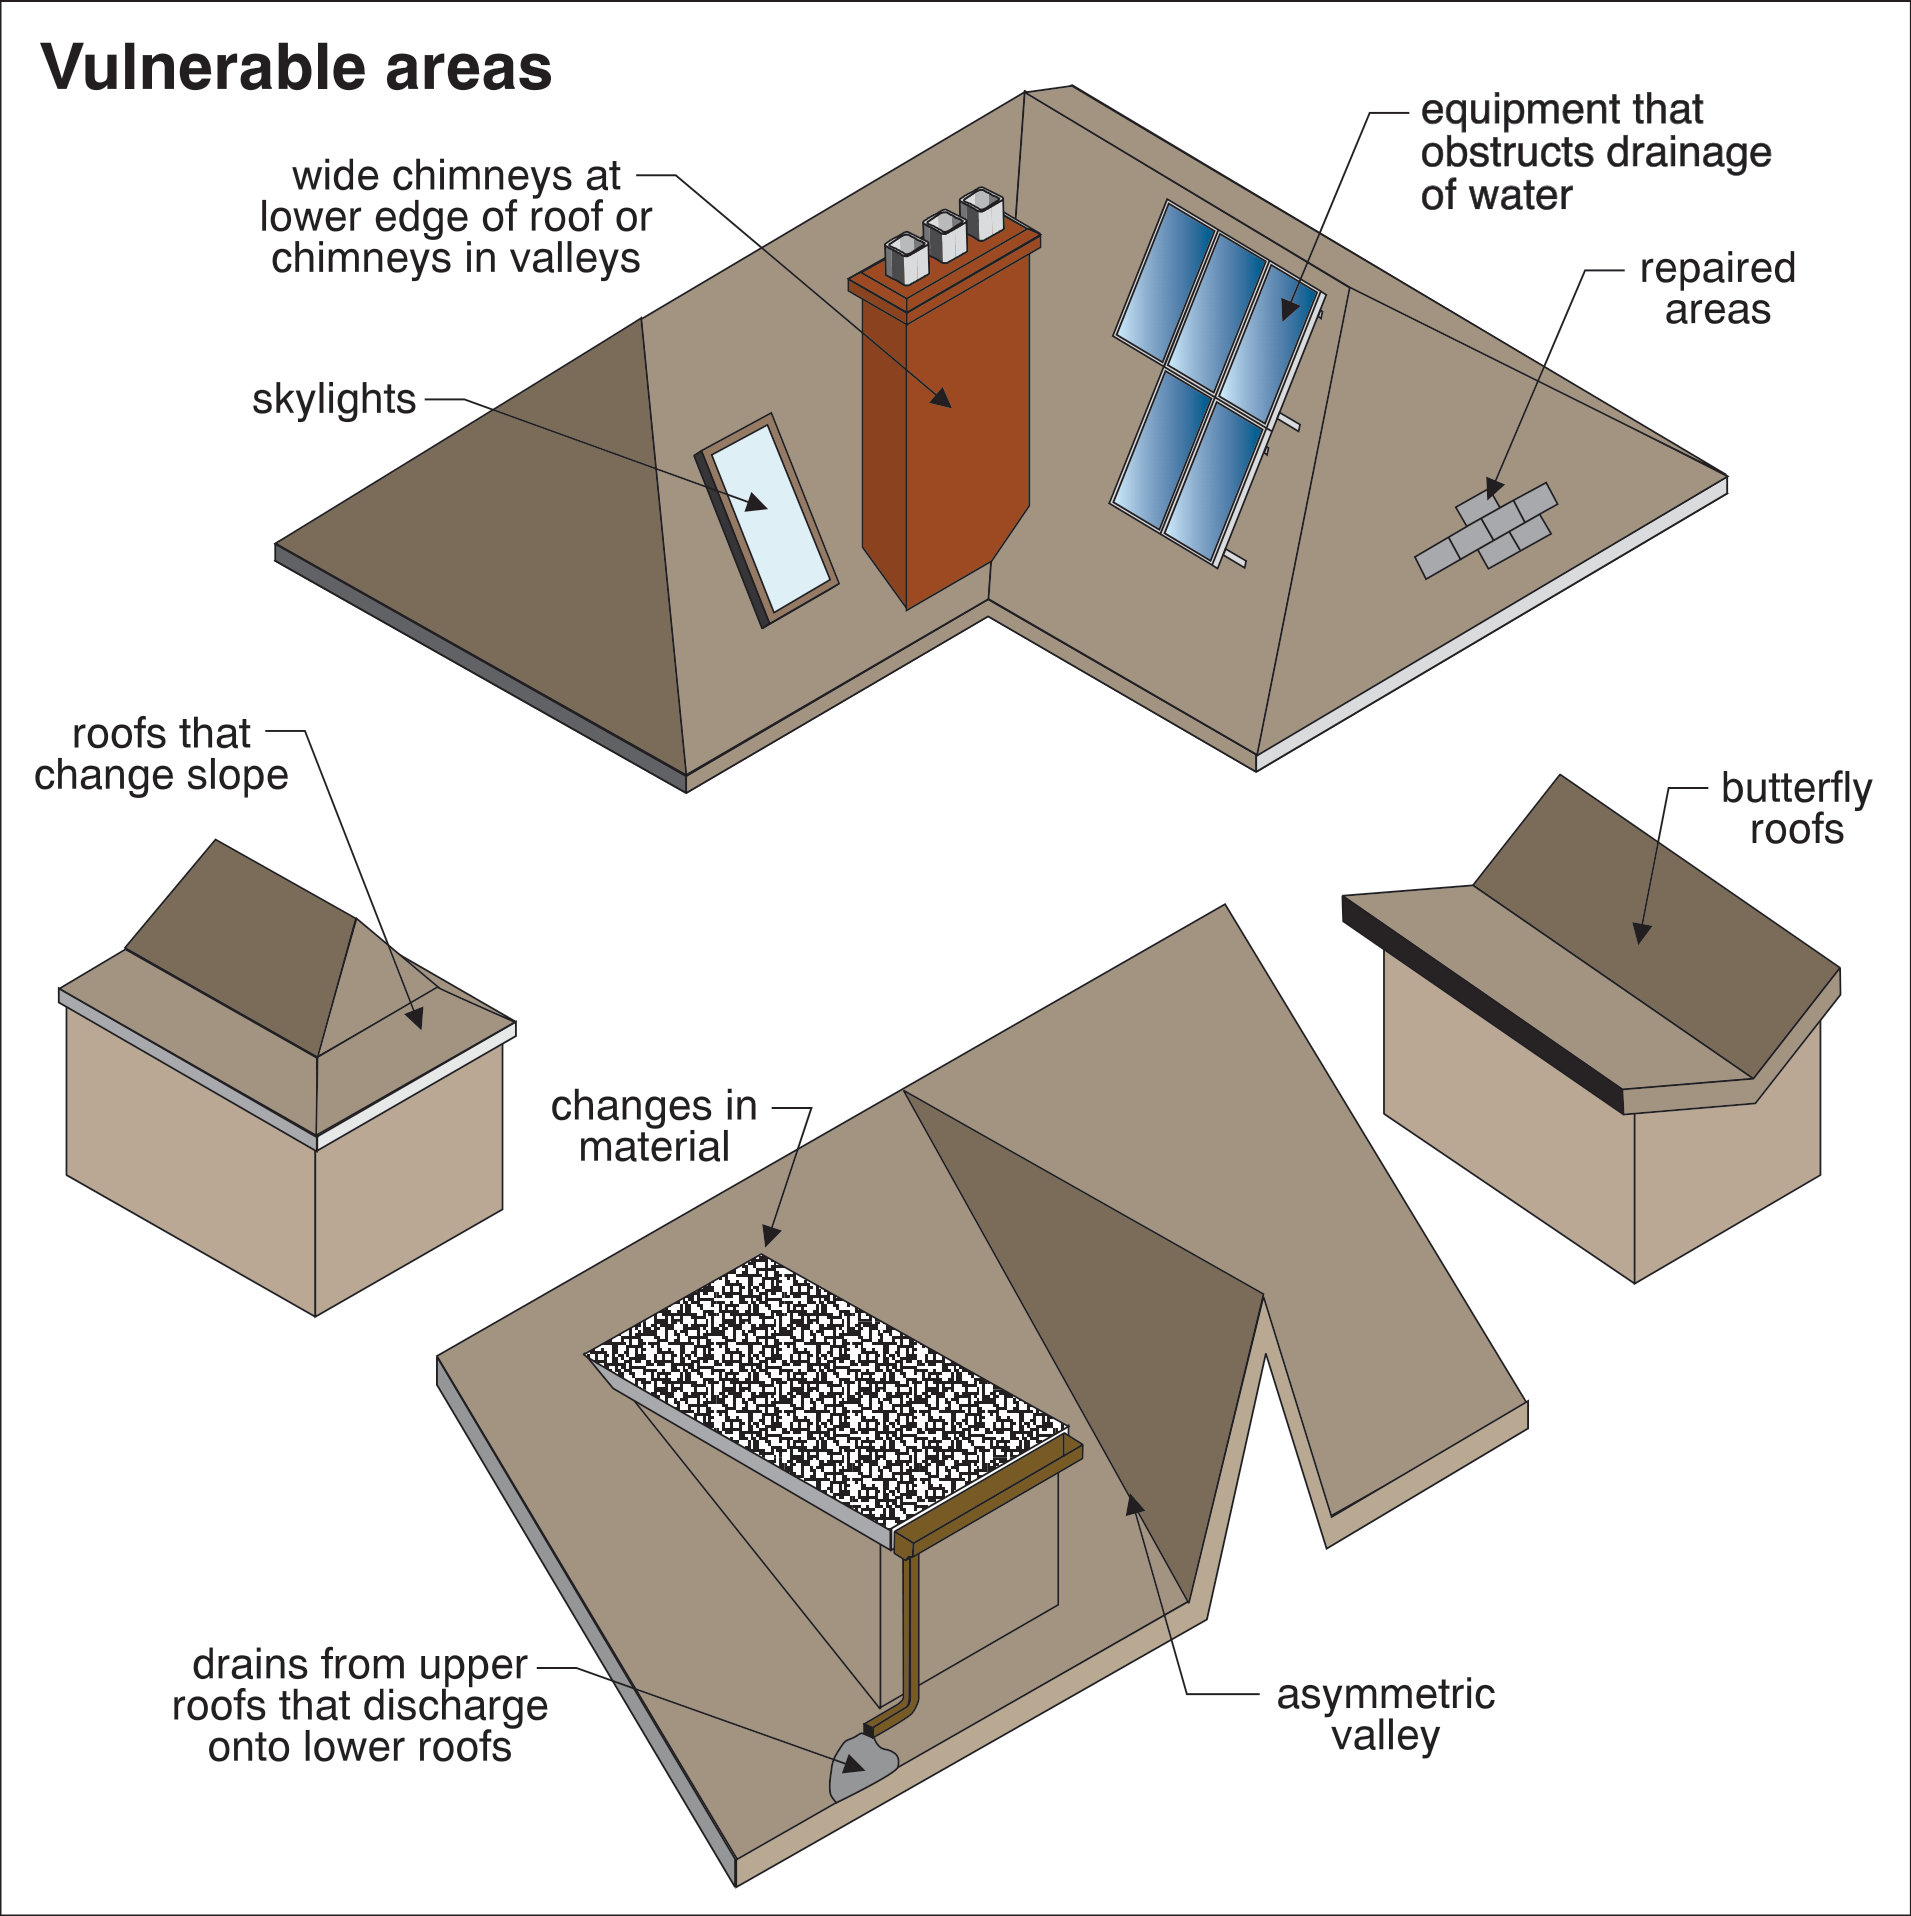 Vulnerable areas
wide chimneys at
lower edge of roof or
chimneys in valleys
equipment that
obstructs drainage
of water
repaired
areas
skylights
roofs that
change slope
butterfly
roofs
changes in
material
drains from upper
roofs that discharge
onto lower roofs
asymmetric
valley